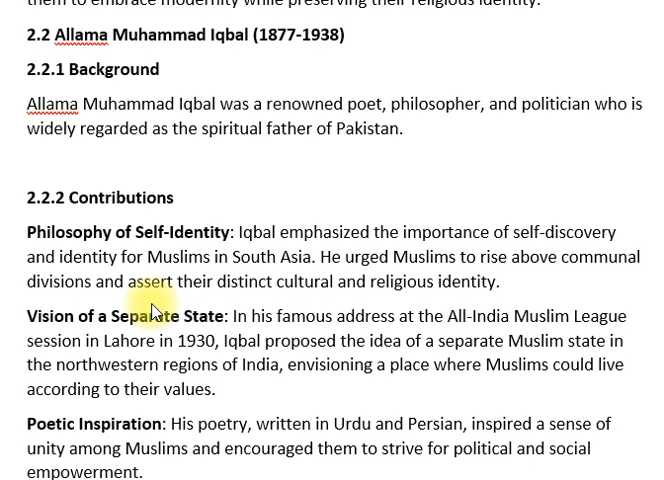 them to embrace modernity while preserving their religious identity.
2.2 Allama Muhammad Iqbal (1877-1938)
2.2.1 Background
Allama Muhammad Iqbal was a renowned poet, philosopher, and politician who is
widely regarded as the spiritual father of Pakistan.
2.2.2 Contributions
Philosophy of Self-Identity: Iqbal emphasized the importance of self-discovery
and identity for Muslims in South Asia. He urged Muslims to rise above communal
divisions and assert their distinct cultural and religious identity.
Vision of a Separate State: In his famous address at the All-India Muslim League
session in Lahore in 1930, Iqbal proposed the idea of a separate Muslim state in
the northwestern regions of India, envisioning a place where Muslims could live
according to their values.
Poetic Inspiration: His poetry, written in Urdu and Persian, inspired a sense of
unity among Muslims and encouraged them to strive for political and social
empowerment.